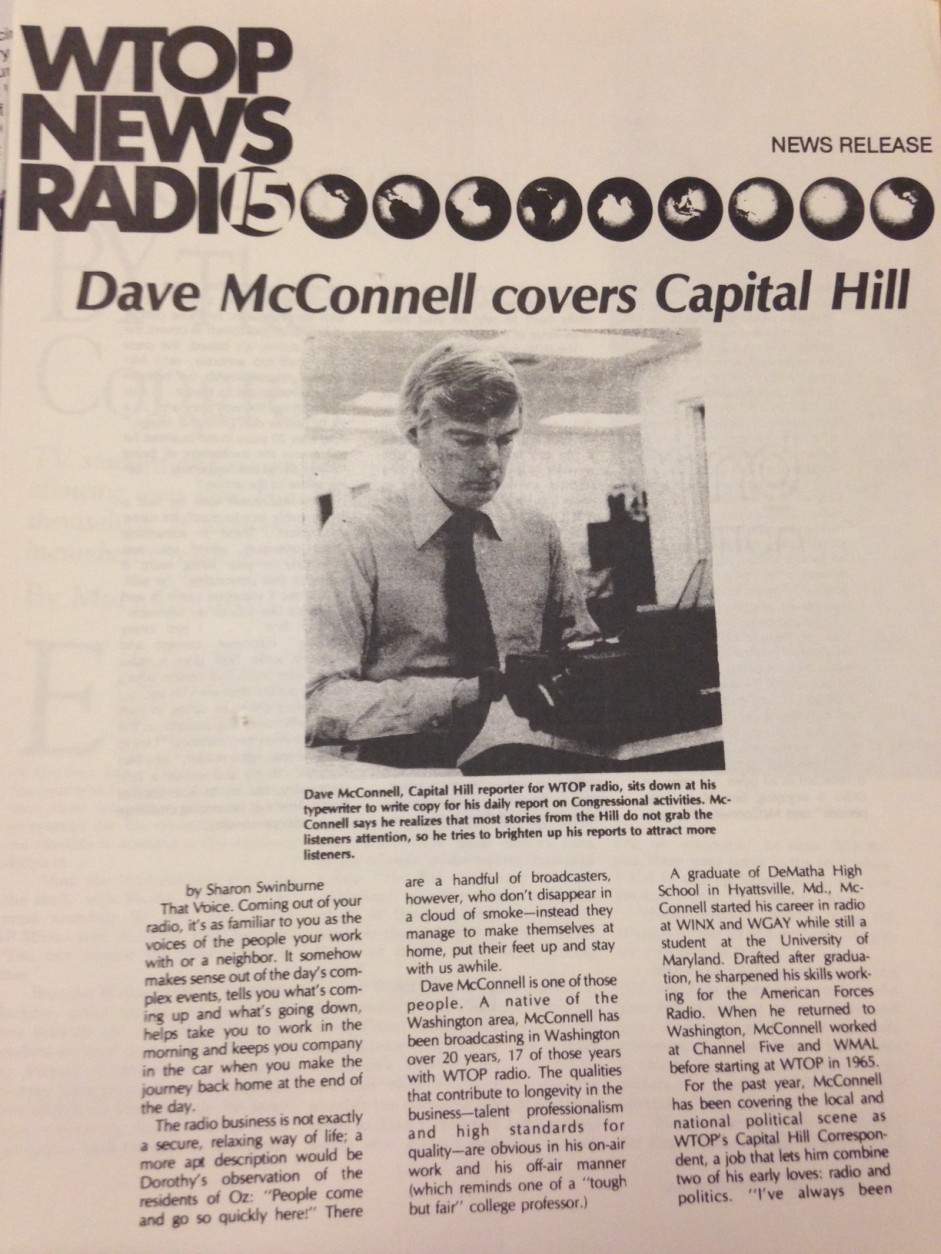 WTOP
NEWS
RADIO 15
NEWS RELEASE
Dave McConnell covers Capital Hill
Dave McConnell, Capital Hill reporter for WTOP radio, sits down at his
typewriter to write copy for his daily report on Congressional activities. Mc-
Connell says he realizes that most stories from the Hill do not grab the
listeners attention, so he tries to brighten up his reports to attract more
listeners.
by Sharon Swinburne
That Voice. Coming out of your
radio, it's as familiar to you as the
voices of the people your work
with or a neighbor. It somehow
makes sense out of the day's com-
plex events, tells you what's com-
ing up and what's going down,
helps take you to work in the
morning and keeps you company
in the car when you make the
journey back home at the end of
the day.
The radio business is not exactly
a secure, relaxing way of life; a
more apt description would be
Dorothy's observation of the
residents of Oz: "People come
and go so quickly here!" There
are a handful of broadcasters,
however, who don't disappear in
a cloud of smoke—instead they
manage to make themselves at
home, put their feet up and stay
with us awhile.
Dave McConnell is one of those
people. A native of the
Washington area, McConnell has
been broadcasting in Washington
over 20 years, 17 of those years
with WTOP radio. The qualities
that contribute to longevity in the
business—talent professionalism
and high standards for
quality—are obvious in his on-air
work and his off-air manner
(which reminds one of a "tough
but fair" college professor.)
A graduate of DeMatha High
School in Hyattsville, Md., Mc-
Connell started his career in radio
at WINX and WGAY while still a
student at the University of
Maryland. Drafted after gradua-
tion, he sharpened his skills work-
ing for the American Forces
Radio. When he returned to
Washington, McConnell worked
at Channel Five and WMAL
before starting at WTOP in 1965.
For the past year, McConnell
has been covering the local and
national political scene as
WTOP's Capital Hill Correspon-
dent, a job that lets him combine
two of his early loves: radio and
politics. "I've always been